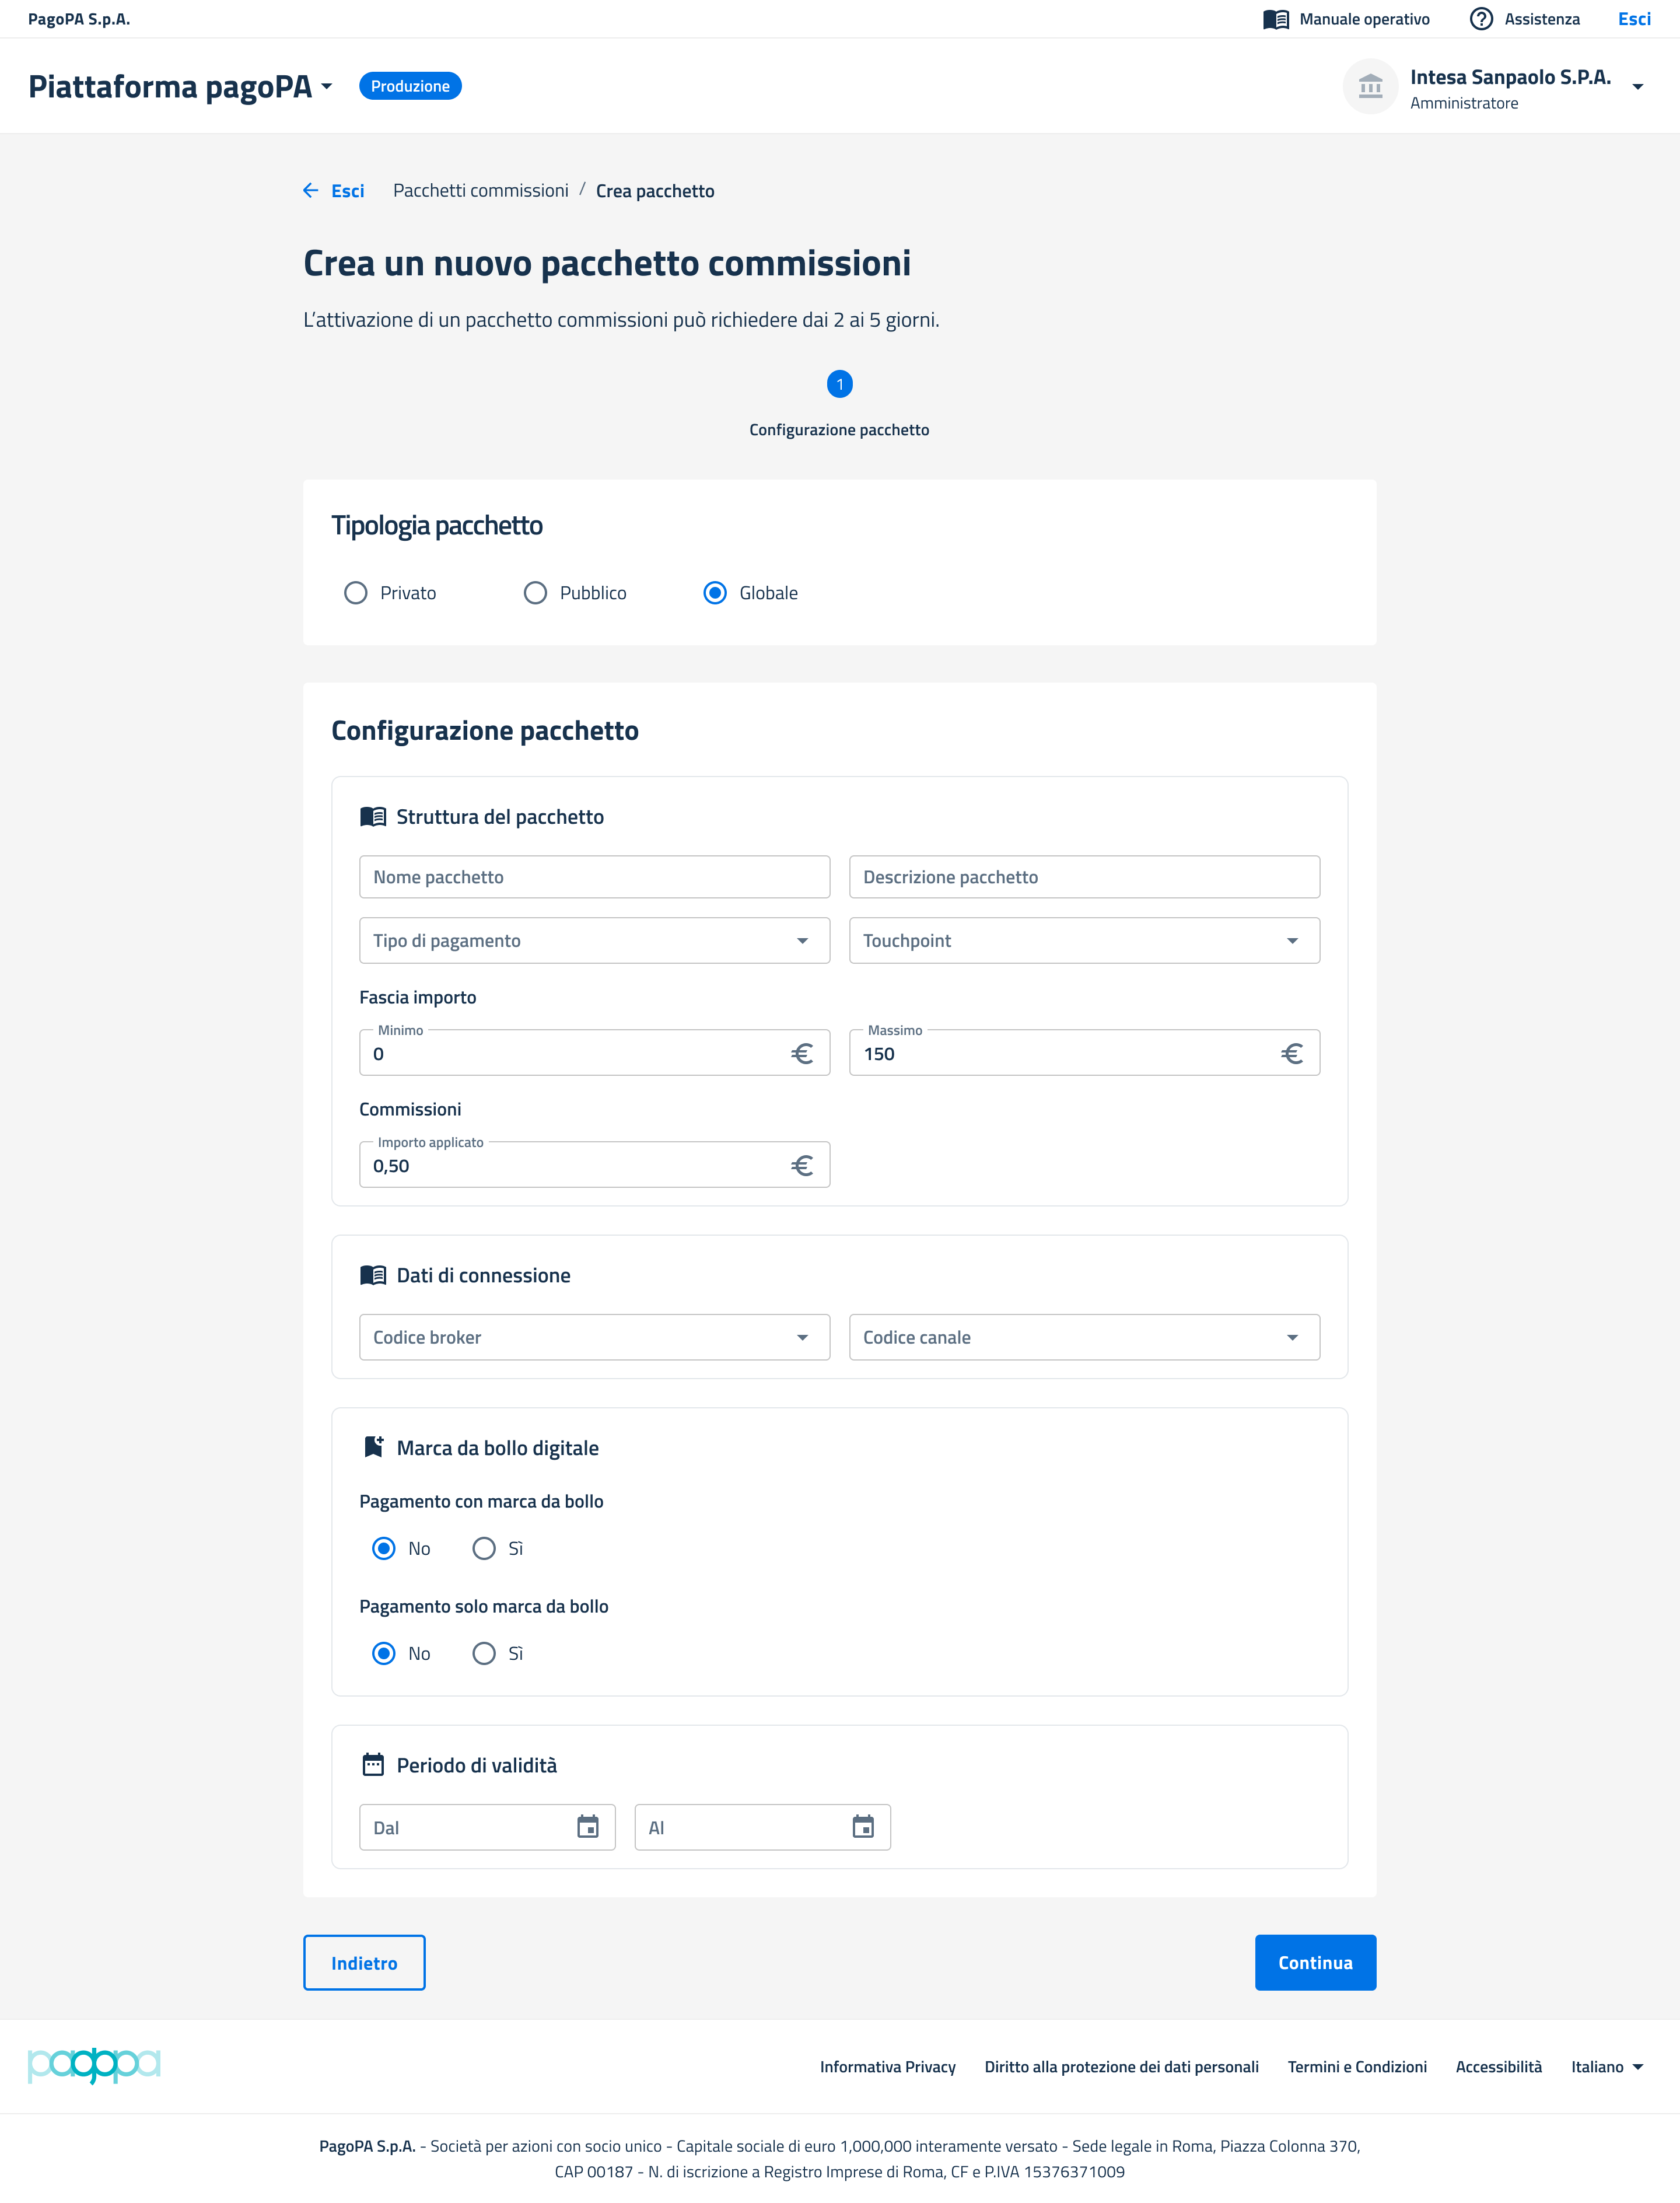 PagoPA S.p.A.
Manuale operativo
Assistenza
Esci
Piattaforma pagoPA
Produzione
Intesa Sanpaolo S.P.A.
Amministratore
Esci
Pacchetti commissioni / Crea pacchetto
Crea un nuovo pacchetto commissioni
L’attivazione di un pacchetto commissioni può richiedere dai 2 ai 5 giorni.
1
Configurazione pacchetto
Tipologia pacchetto
Privato
Pubblico
Globale
Configurazione pacchetto
Struttura del pacchetto
Nome pacchetto
Descrizione pacchetto
Tipo di pagamento
Touchpoint
Fascia importo
Minimo
0 €
Massimo
150 €
Commissioni
Importo applicato
0,50 €
Dati di connessione
Codice broker
Codice canale
Marca da bollo digitale
Pagamento con marca da bollo
No
Sì
Pagamento solo marca da bollo
No
Sì
Periodo di validità
Dal
Al
Indietro
Continua
pagopa
Informativa Privacy
Diritto alla protezione dei dati personali
Termini e Condizioni
Accessibilità
Italiano
PagoPA S.p.A. - Società per azioni con socio unico - Capitale sociale di euro 1,000,000 interamente versato - Sede legale in Roma, Piazza Colonna 370,
CAP 00187 - N. di iscrizione a Registro Imprese di Roma, CF e P.IVA 15376371009